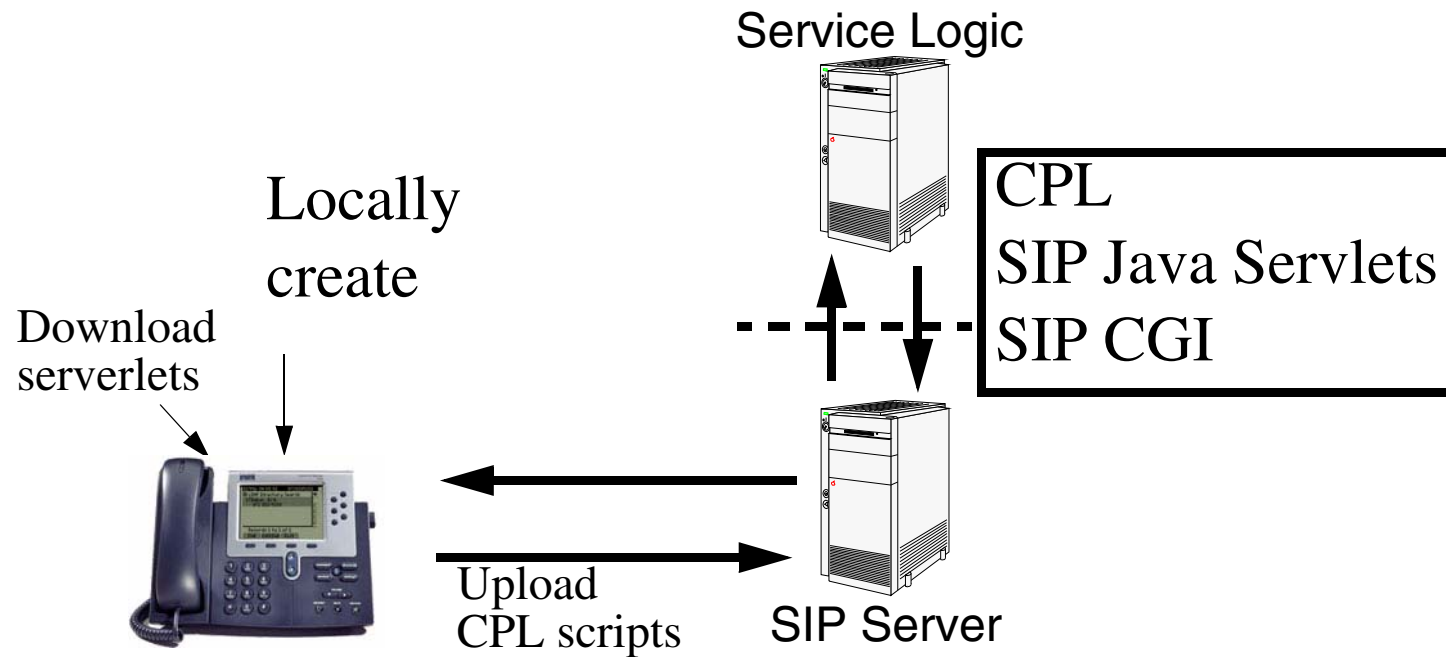 Service Logic
CPL
SIP Java Servlets
SIP CGI
Locally
create
Download
serverlets
Upload
CPL scripts
SIP Server